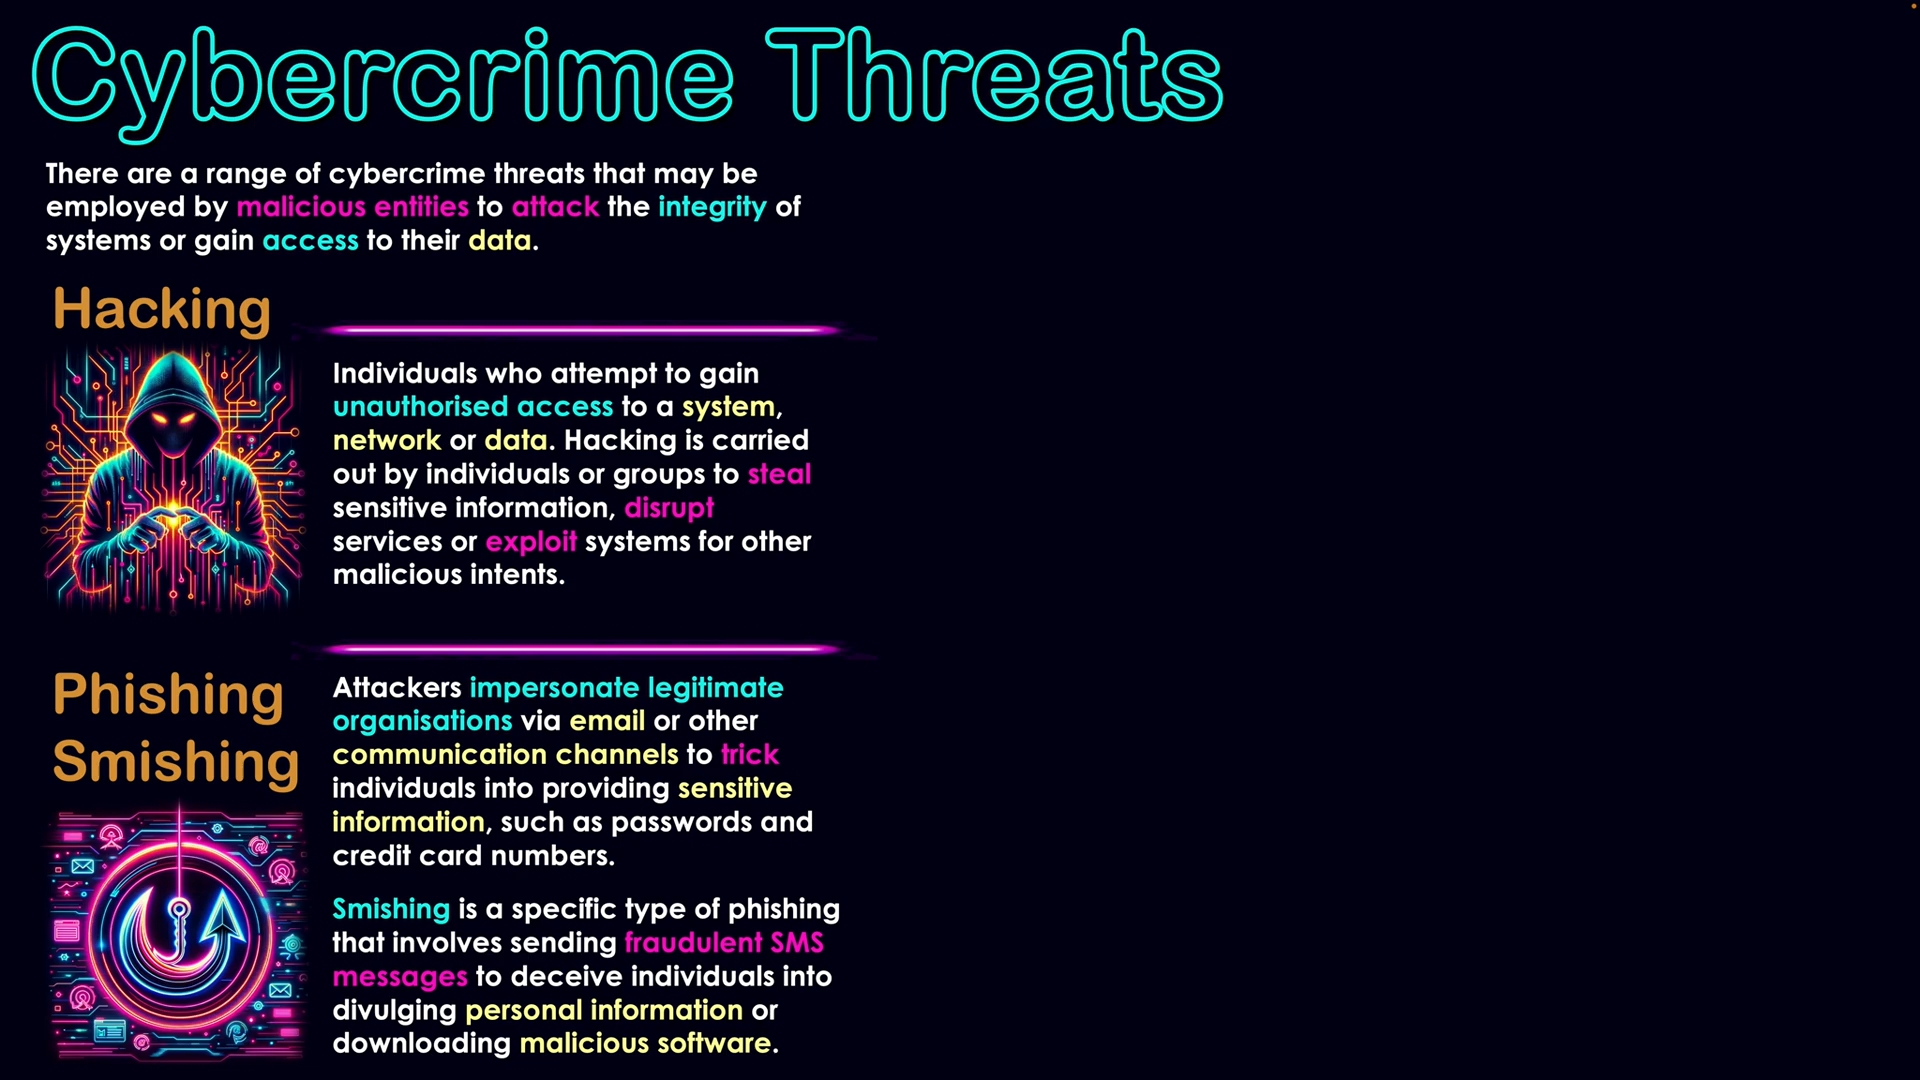 Cybercrime Threats
There are a range of cybercrime threats that may be
employed by malicious entities to attack the integrity of
systems or gain access to their data.
Hacking
Individuals who attempt to gain
unauthorised access to a system,
network or data. Hacking is carried
out by individuals or groups to steal
sensitive information, disrupt
services or exploit systems for other
malicious intents.
Phishing
Smishing
Attackers impersonate legitimate
organisations via email or other
communication channels to trick
individuals into providing sensitive
information, such as passwords and
credit card numbers.
Smishing is a specific type of phishing
that involves sending fraudulent SMS
messages to deceive individuals into
divulging personal information or
downloading malicious software.